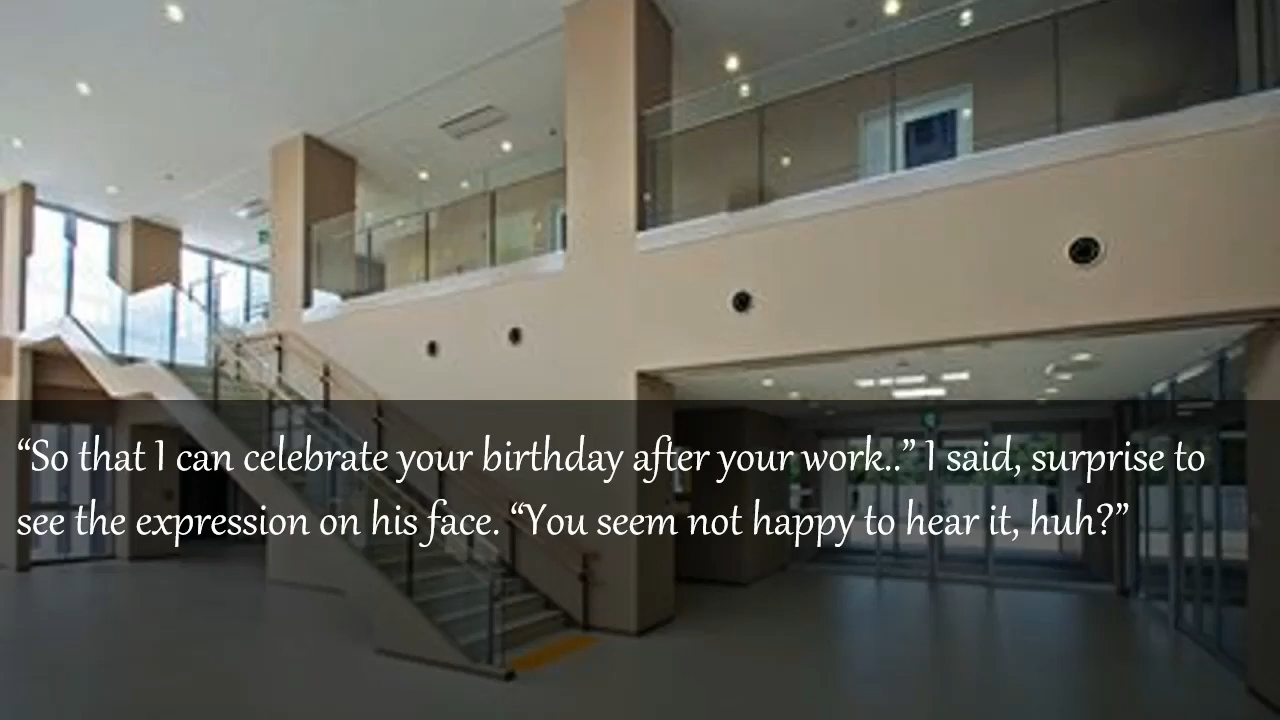 “So that I can celebrate your birthday after your work..” I said, surprise to
see the expression on his face. “You seem not happy to hear it, huh?”